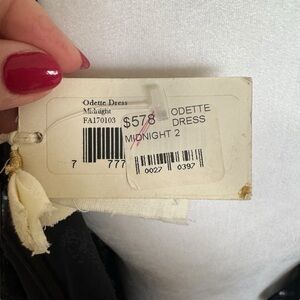 Odette Dress
Midnight
FA170103
$578
ODETTE
DRESS
MIDNIGHT 2
7 777
0027 0397